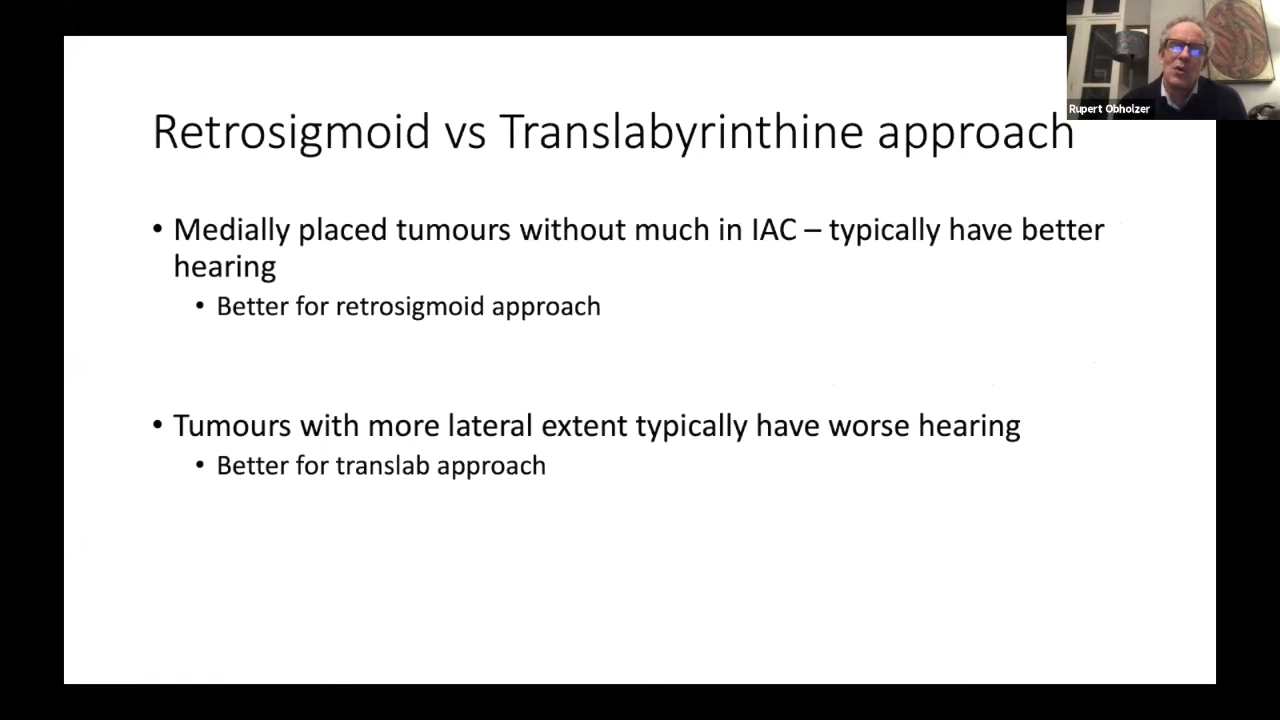 Rupert Obholzer
Retrosigmoid vs Translabyrinthine approach
• Medially placed tumours without much in IAC – typically have better
hearing
• Better for retrosigmoid approach
• Tumours with more lateral extent typically have worse hearing
• Better for translab approach